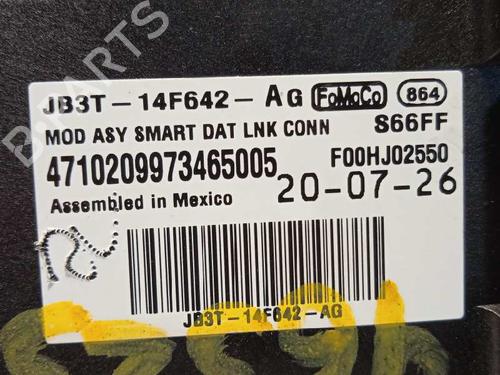 JB3T-14F642-AG FoMoCo 864
MOD ASY SMART DAT LNK CONN S66FF
4710209973465005 F00HJ02550
Assembled in Mexico 20-07-26
JB3T-14F642-AG